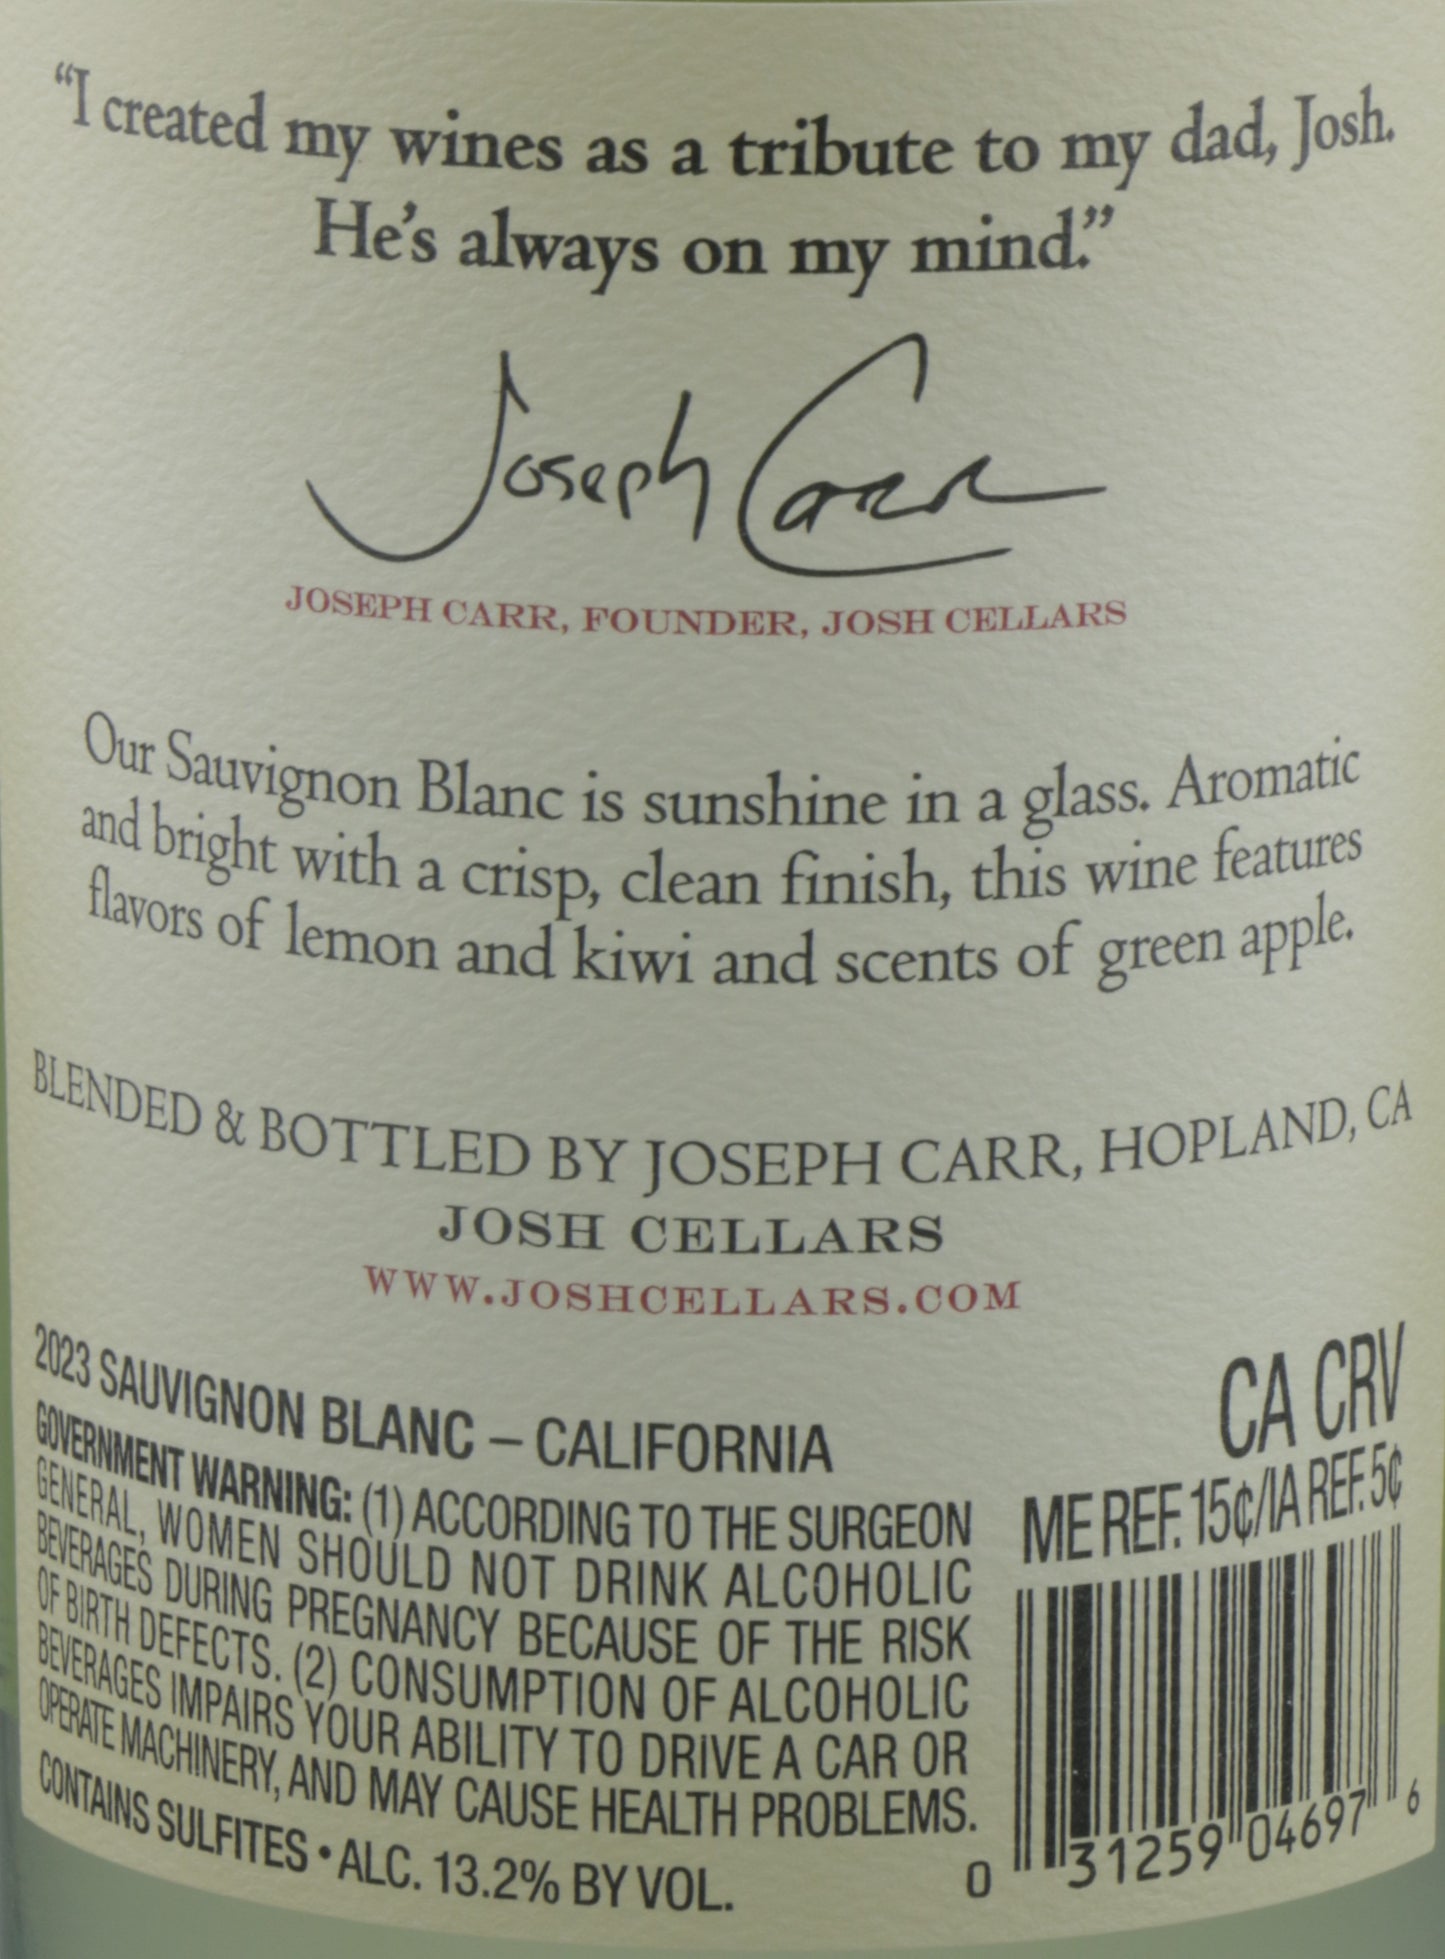 “I created my wines as a tribute to my dad, Josh.
He’s always on my mind.”
Joseph Carr
JOSEPH CARR, FOUNDER, JOSH CELLARS
Our Sauvignon Blanc is sunshine in a glass. Aromatic
and bright with a crisp, clean finish, this wine features
flavors of lemon and kiwi and scents of green apple.
BLENDED & BOTTLED BY JOSEPH CARR, HOPLAND, CA
JOSH CELLARS
WWW.JOSHCELLARS.COM
2023 SAUVIGNON BLANC – CALIFORNIA
GOVERNMENT WARNING: (1) ACCORDING TO THE SURGEON
GENERAL, WOMEN SHOULD NOT DRINK ALCOHOLIC
BEVERAGES DURING PREGNANCY BECAUSE OF THE RISK
OF BIRTH DEFECTS. (2) CONSUMPTION OF ALCOHOLIC
BEVERAGES IMPAIRS YOUR ABILITY TO DRIVE A CAR OR
OPERATE MACHINERY, AND MAY CAUSE HEALTH PROBLEMS.
CONTAINS SULFITES • ALC. 13.2% BY VOL.
CA CRV
ME REF. 15¢/IA REF. 5¢
0 31259 04697 6